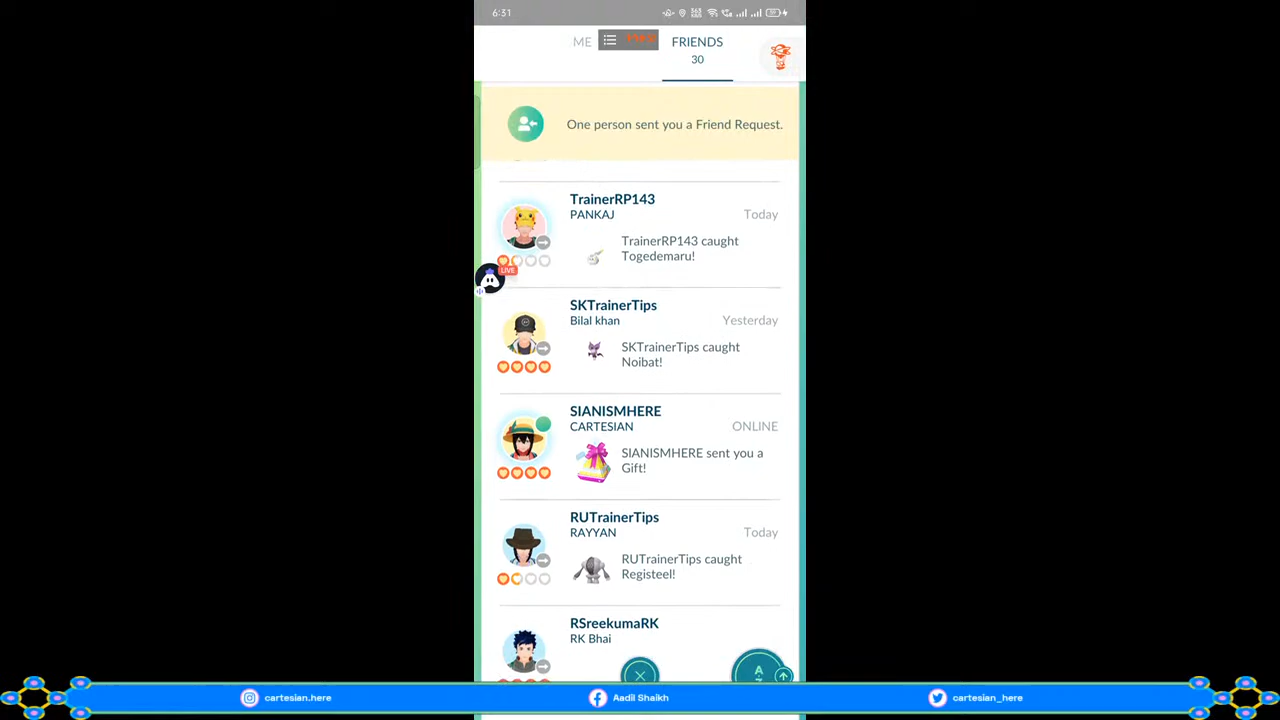 6:31
ME
FRIENDS
30
One person sent you a Friend Request.
TrainerRP143
PANKAJ
Today
TrainerRP143 caught
Togedemaru!
LIVE
SKTrainerTips
Bilal khan
Yesterday
SKTrainerTips caught
Noibat!
SIANISMHERE
CARTESIAN
ONLINE
SIANISMHERE sent you a
Gift!
RUTrainerTips
RAYYAN
Today
RUTrainerTips caught
Registeel!
RSreekumaRK
RK Bhai
A
cartesian.here
Aadil Shaikh
cartesian_here